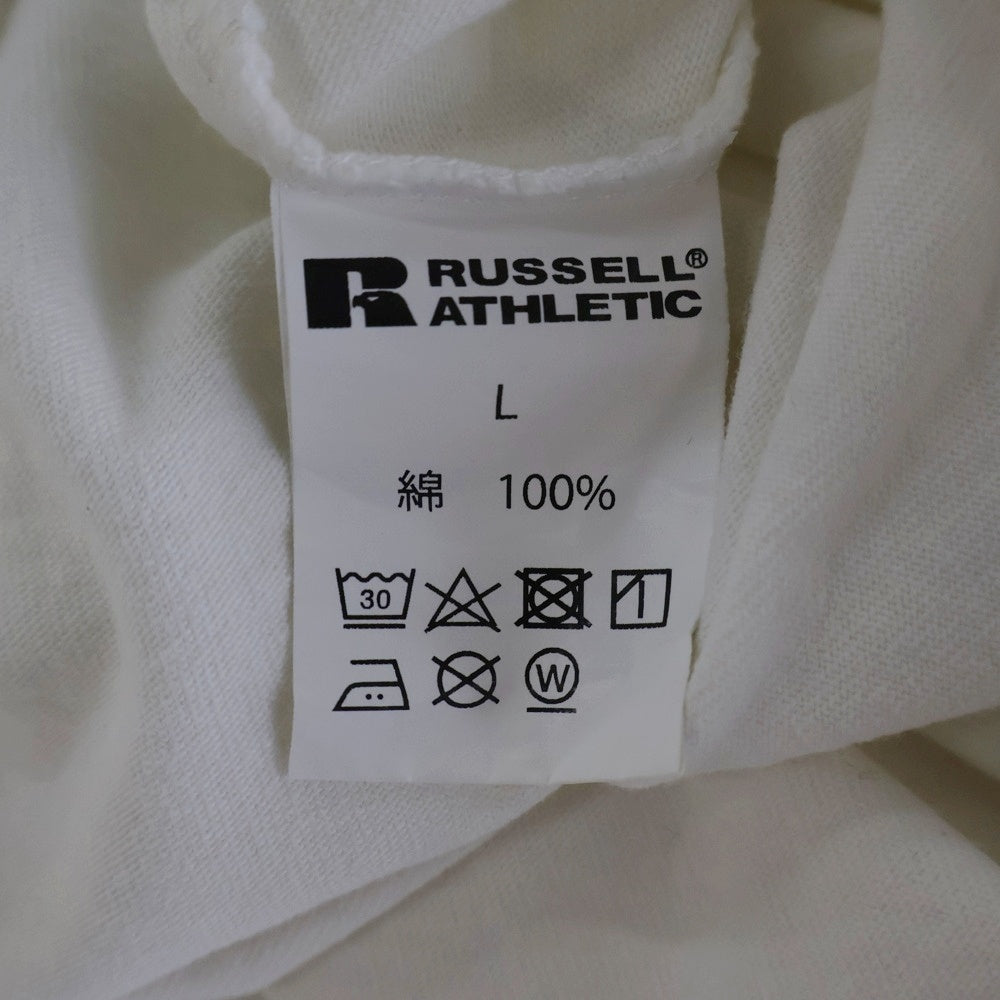 R RUSSELL®
ATHLETIC
L
綿 100%
30
W